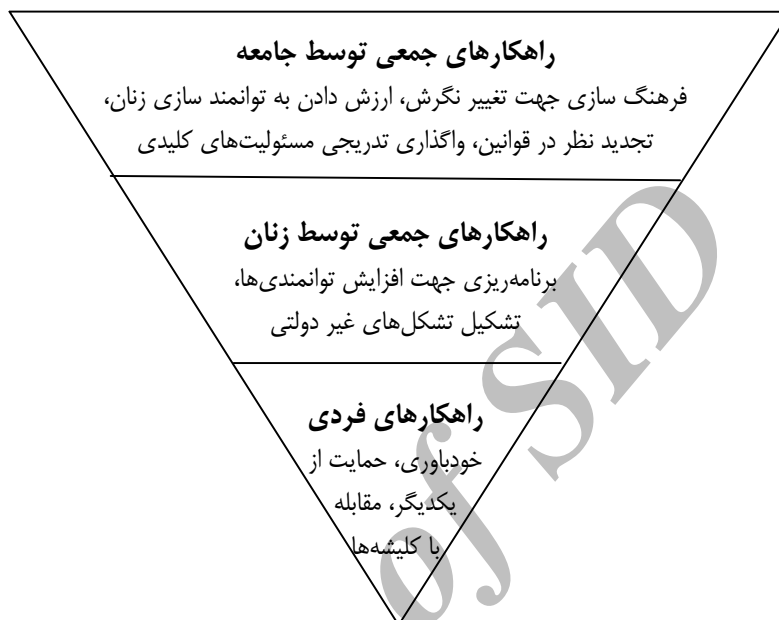 راهکارهای جمعی توسط جامعه
فرهنگ سازی جهت تغییر نگرش، ارزش دادن به توانمند سازی زنان،
تجدید نظر در قوانین، واگذاری تدریجی مسئولیت‌های کلیدی
راهکارهای جمعی توسط زنان
برنامه‌ریزی جهت افزایش توانمندی‌ها،
تشکیل تشکل‌های غیر دولتی
راهکارهای فردی
خودباوری، حمایت از
یکدیگر، مقابله
با کلیشه‌ها
of SID